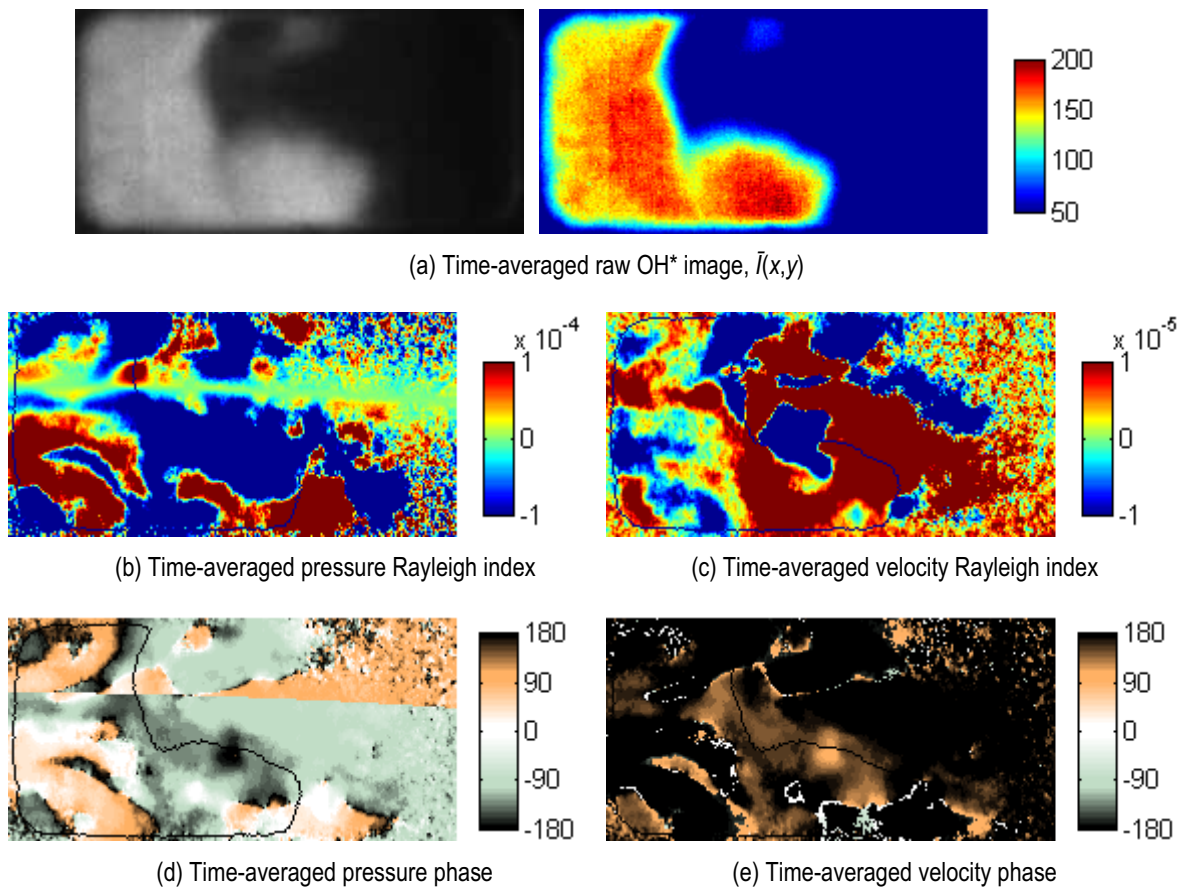 200
150
100
50
(a) Time-averaged raw OH* image, Ī(x,y)
x 10⁻⁴
1
0
-1
x 10⁻⁵
1
0
-1
(b) Time-averaged pressure Rayleigh index
(c) Time-averaged velocity Rayleigh index
180
90
0
-90
-180
180
90
0
-90
-180
(d) Time-averaged pressure phase
(e) Time-averaged velocity phase